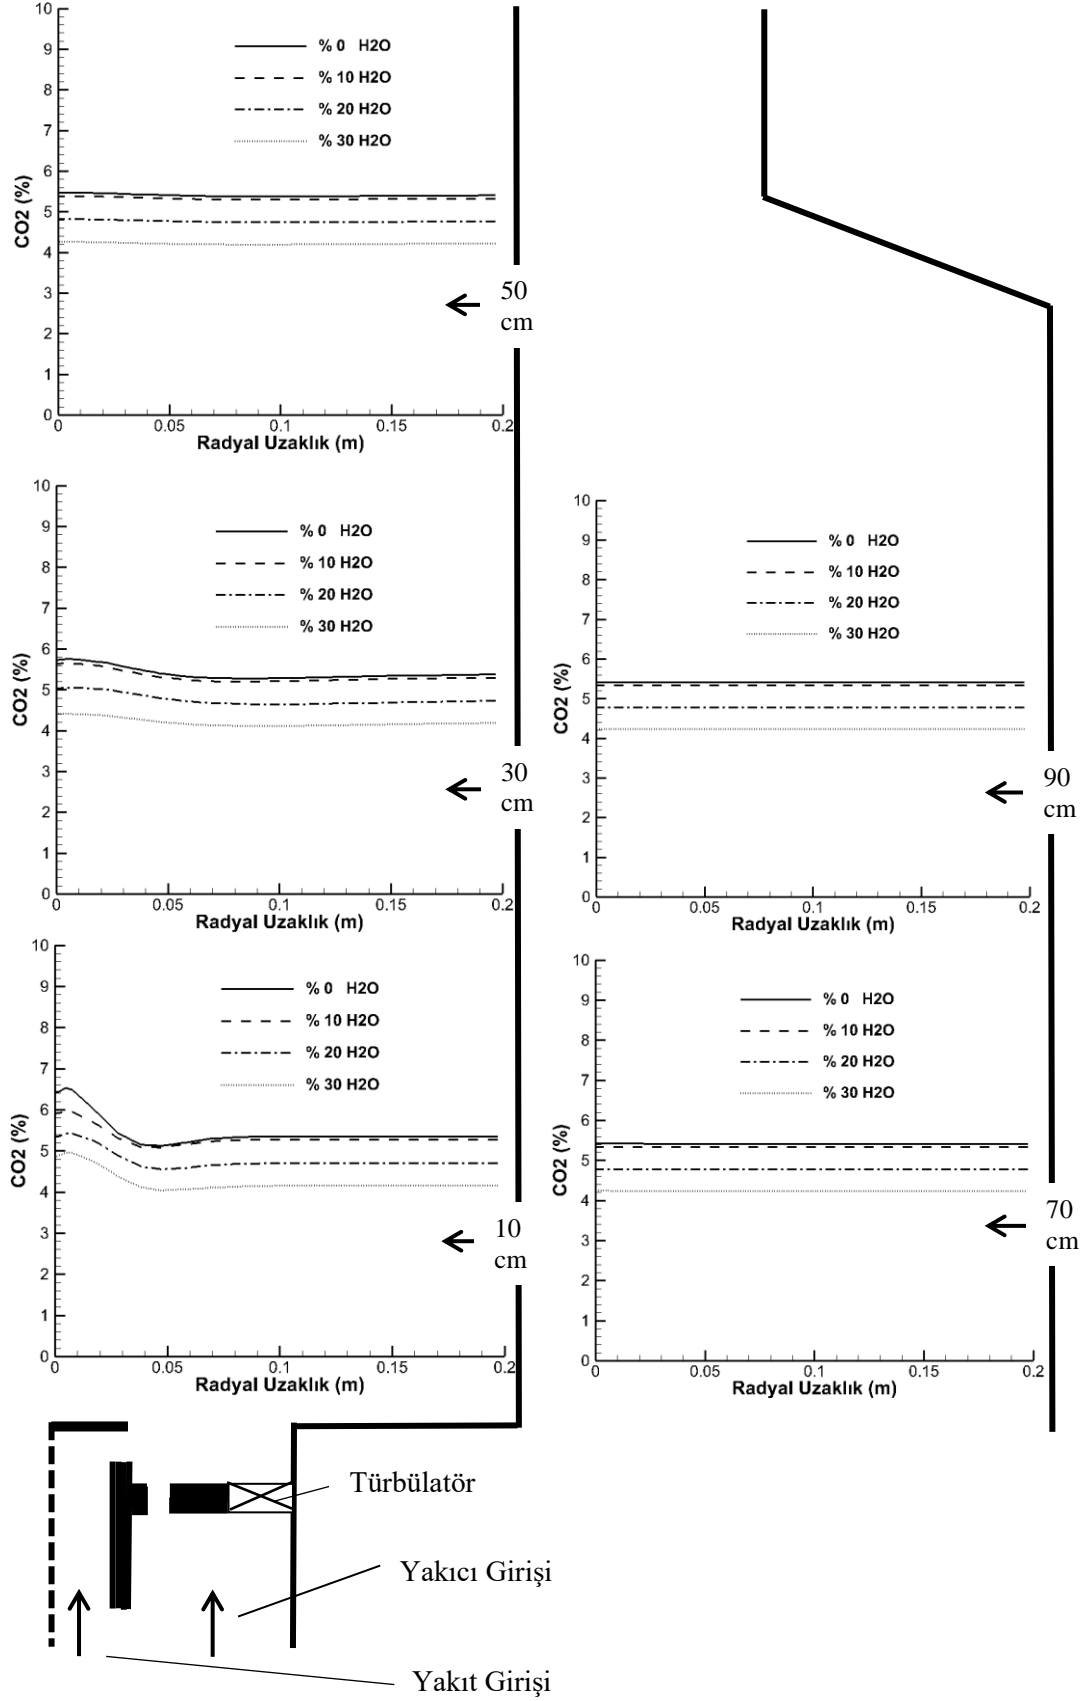 10
9
8
7
6
5
4
3
2
1
0
CO2 (%)
% 0 H2O
% 10 H2O
% 20 H2O
% 30 H2O
0 0.05 0.1 0.15 0.2
Radyal Uzaklık (m)
50
cm
10
9
8
7
6
5
4
3
2
1
0
CO2 (%)
% 0 H2O
% 10 H2O
% 20 H2O
% 30 H2O
0 0.05 0.1 0.15 0.2
Radyal Uzaklık (m)
30
cm
10
9
8
7
6
5
4
3
2
1
0
CO2 (%)
% 0 H2O
% 10 H2O
% 20 H2O
% 30 H2O
0 0.05 0.1 0.15 0.2
Radyal Uzaklık (m)
90
cm
10
9
8
7
6
5
4
3
2
1
0
CO2 (%)
% 0 H2O
% 10 H2O
% 20 H2O
% 30 H2O
0 0.05 0.1 0.15 0.2
Radyal Uzaklık (m)
10
cm
10
9
8
7
6
5
4
3
2
1
0
CO2 (%)
% 0 H2O
% 10 H2O
% 20 H2O
% 30 H2O
0 0.05 0.1 0.15 0.2
Radyal Uzaklık (m)
70
cm
Türbülatör
Yakıcı Girişi
Yakıt Girişi